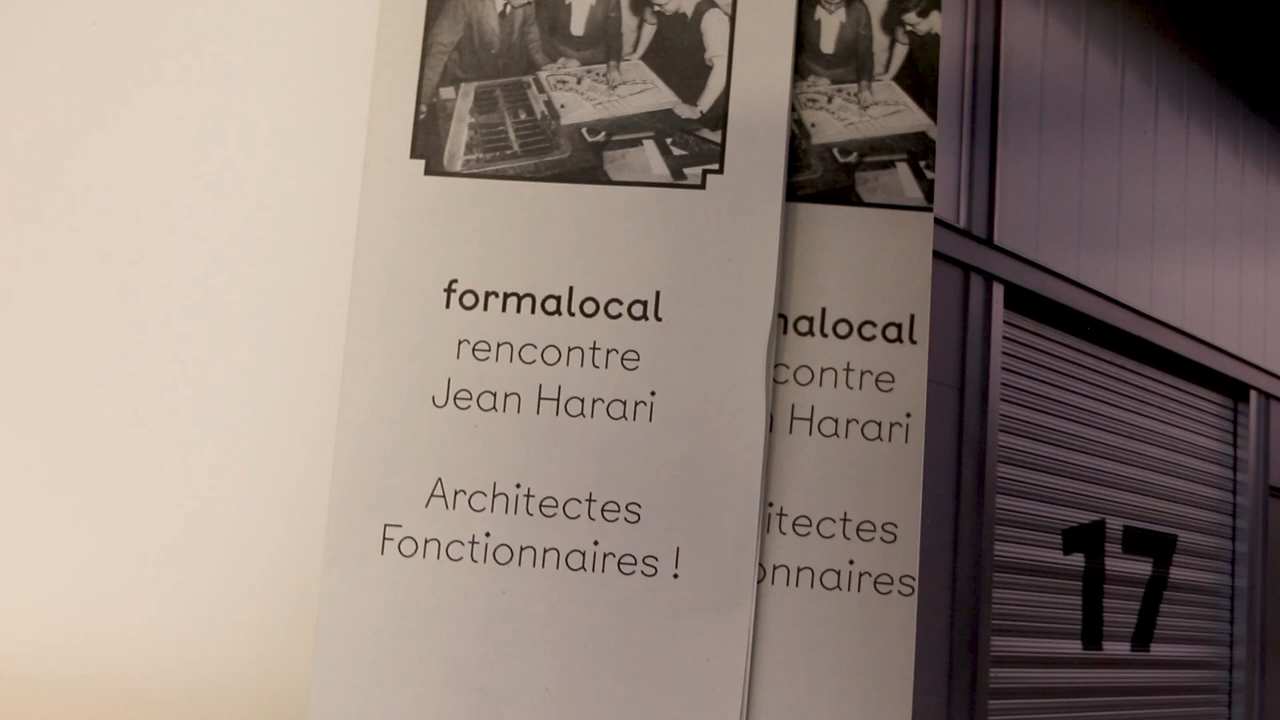 formalocal
rencontre
Jean Harari
Architectes
Fonctionnaires !
malocal
contre
Harari
itectes
onnaires
17